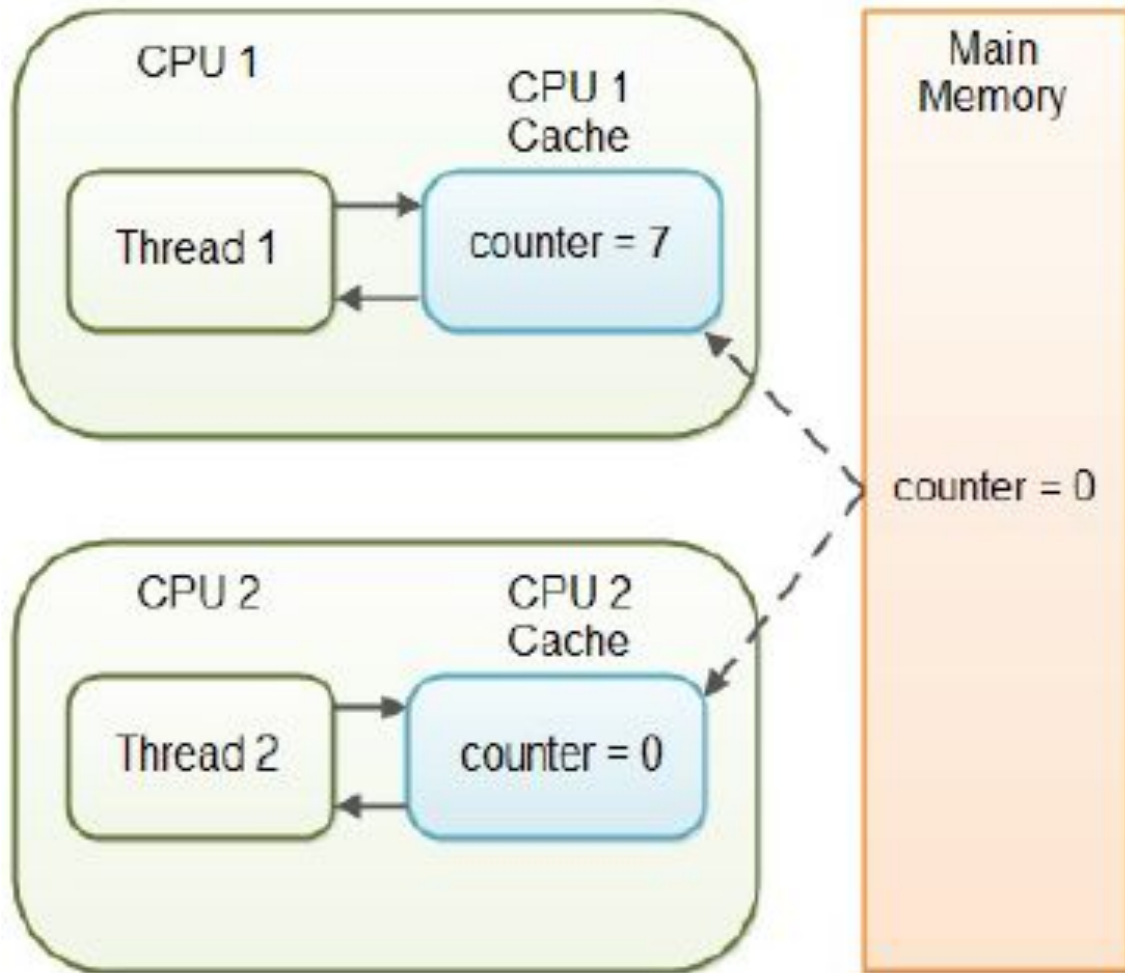 CPU 1
CPU 1
Cache
Thread 1
counter = 7
Main
Memory
counter = 0
CPU 2
CPU 2
Cache
Thread 2
counter = 0